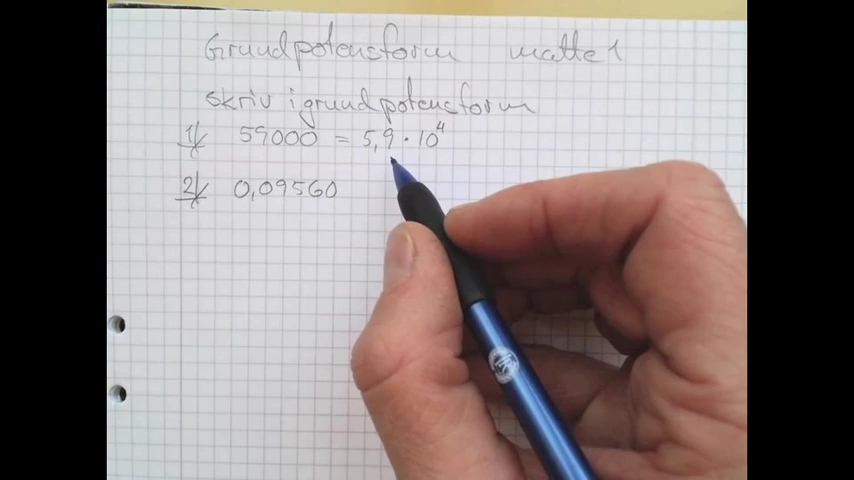 Grundpotensform matte 1
skriv i grundpotensform
1/ 59000 = 5,9 · 10⁴
2/ 0,09560